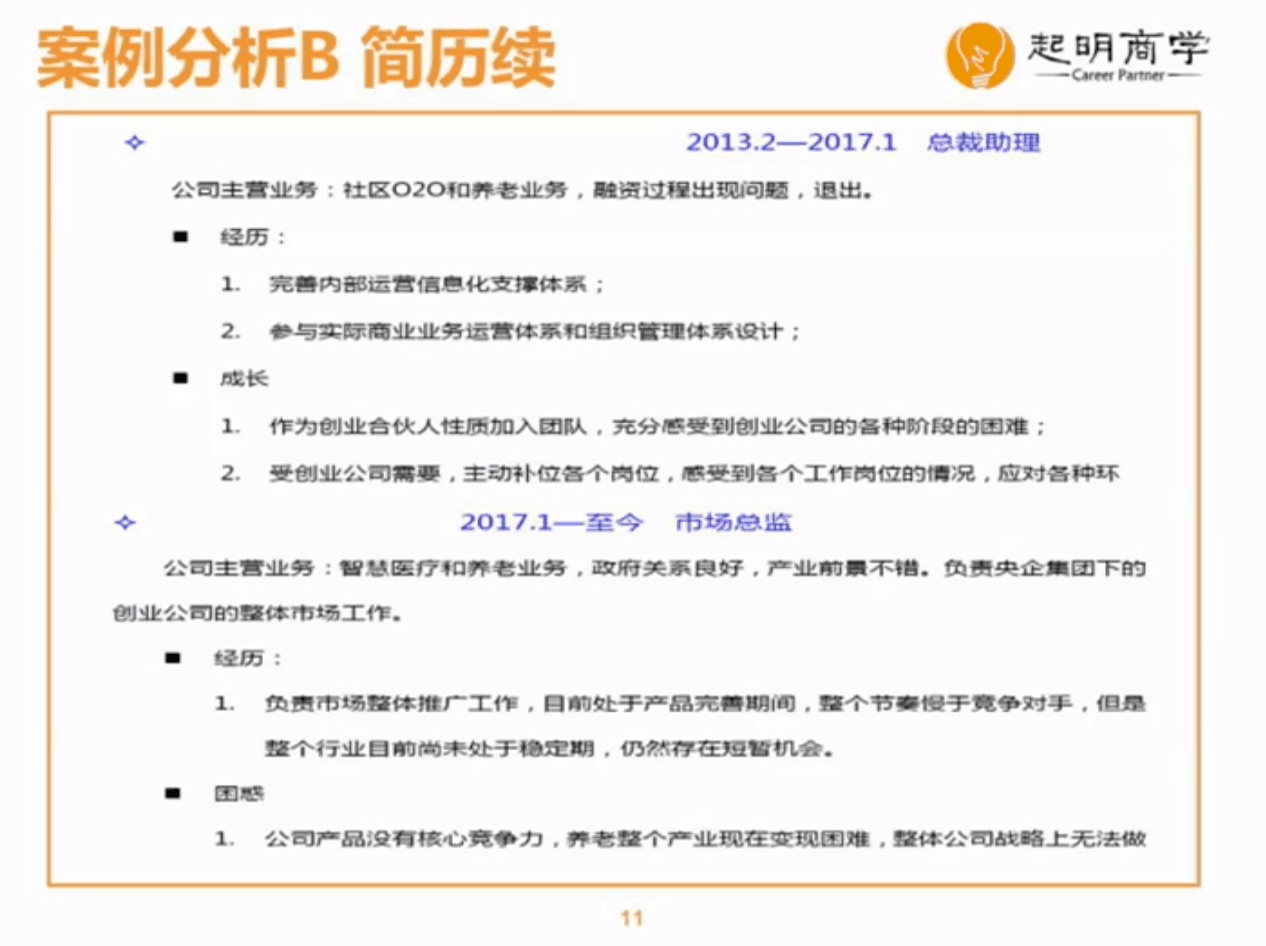 案例分析B 简历续
起明商学
Career Partner
2013.2—2017.1 总裁助理
公司主营业务：社区O2O和养老业务，融资过程出现问题，退出。
■ 经历：
1. 完善内部运营信息化支撑体系；
2. 参与实际商业业务运营体系和组织管理体系设计；
■ 成长
1. 作为创业合伙人性质加入团队，充分感受到创业公司的各种阶段的困难；
2. 受创业公司需要，主动补位各个岗位，感受到各个工作岗位的情况，应对各种环
2017.1—至今 市场总监
公司主营业务：智慧医疗和养老业务，政府关系良好，产业前景不错。负责央企集团下的
创业公司的整体市场工作。
■ 经历：
1. 负责市场整体推广工作，目前处于产品完善期间，整个节奏慢于竞争对手，但是
整个行业目前尚未处于稳定期，仍然存在短暂机会。
■ 困惑
1. 公司产品没有核心竞争力，养老整个产业现在变现困难，整体公司战略上无法做
11